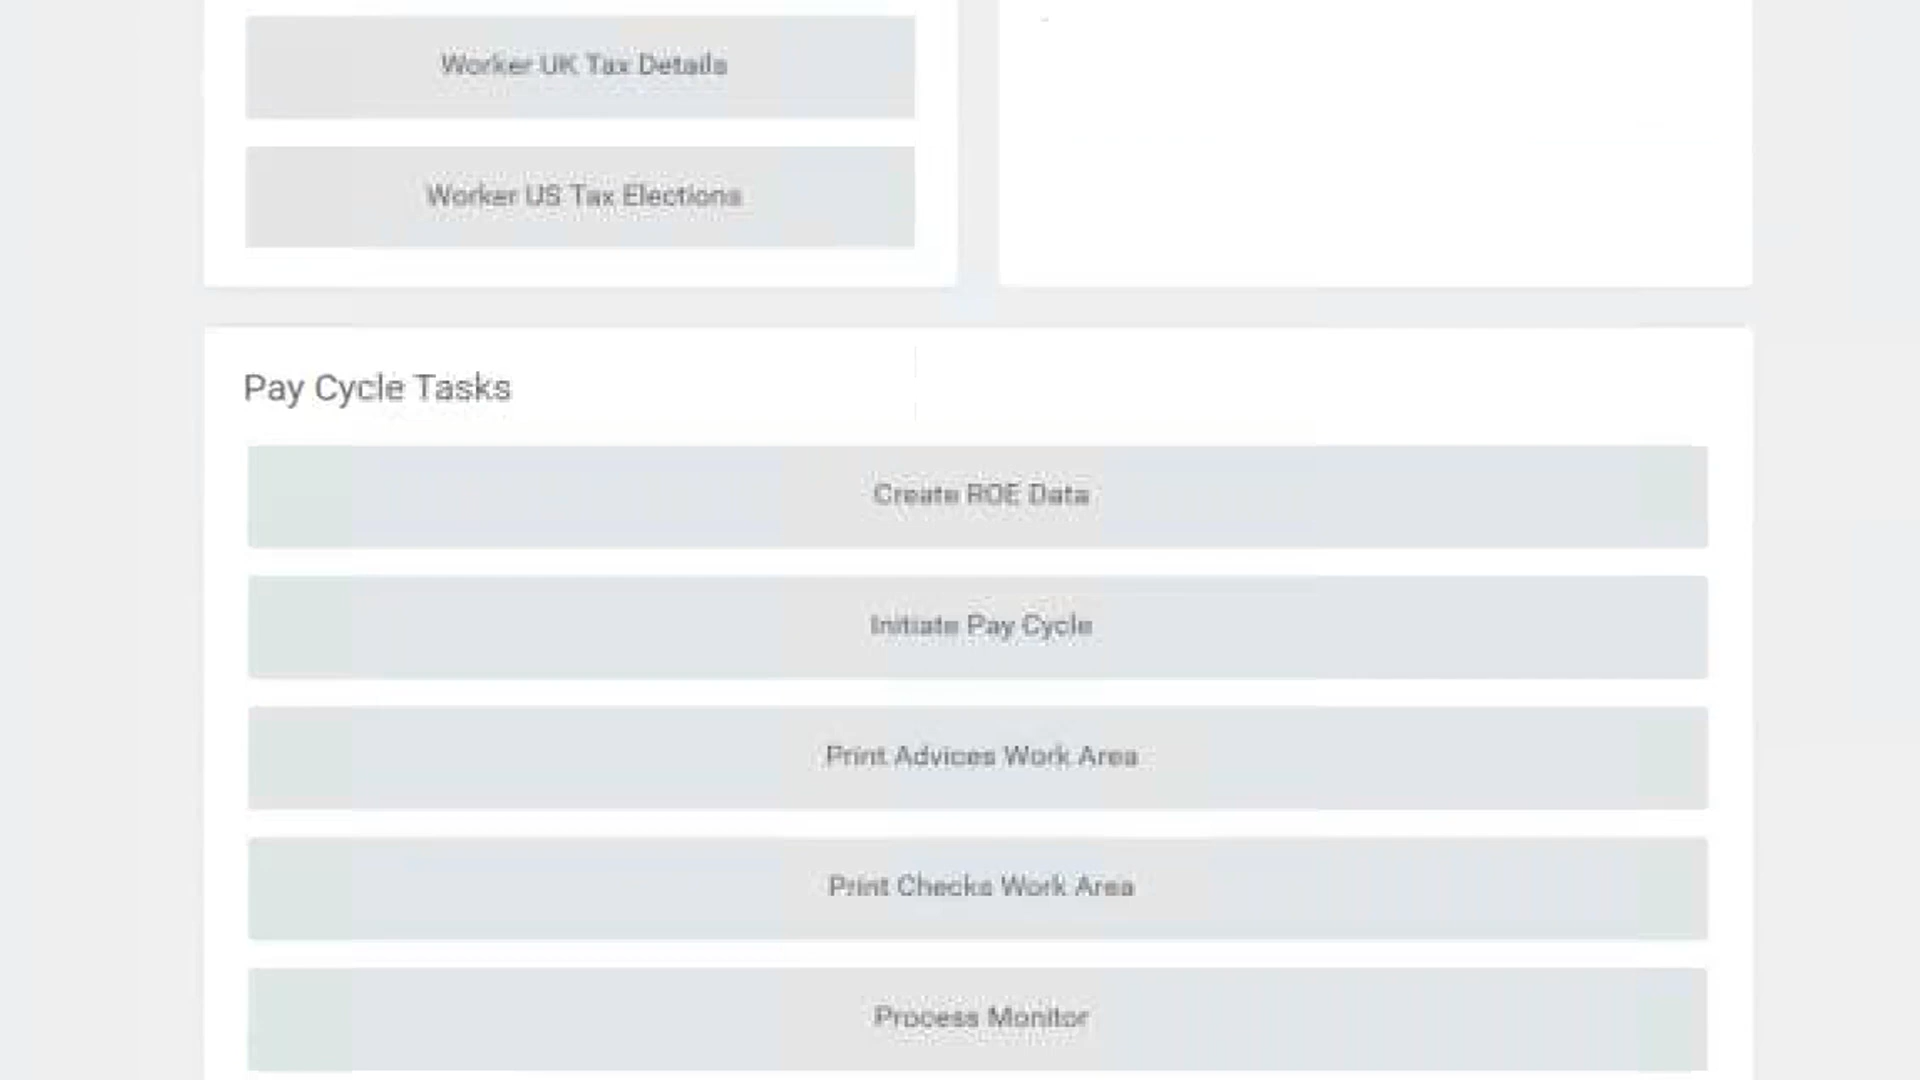 Worker UK Tax Details
Worker US Tax Elections
Pay Cycle Tasks
Create ROE Data
Initiate Pay Cycle
Print Advices Work Area
Print Checks Work Area
Process Monitor